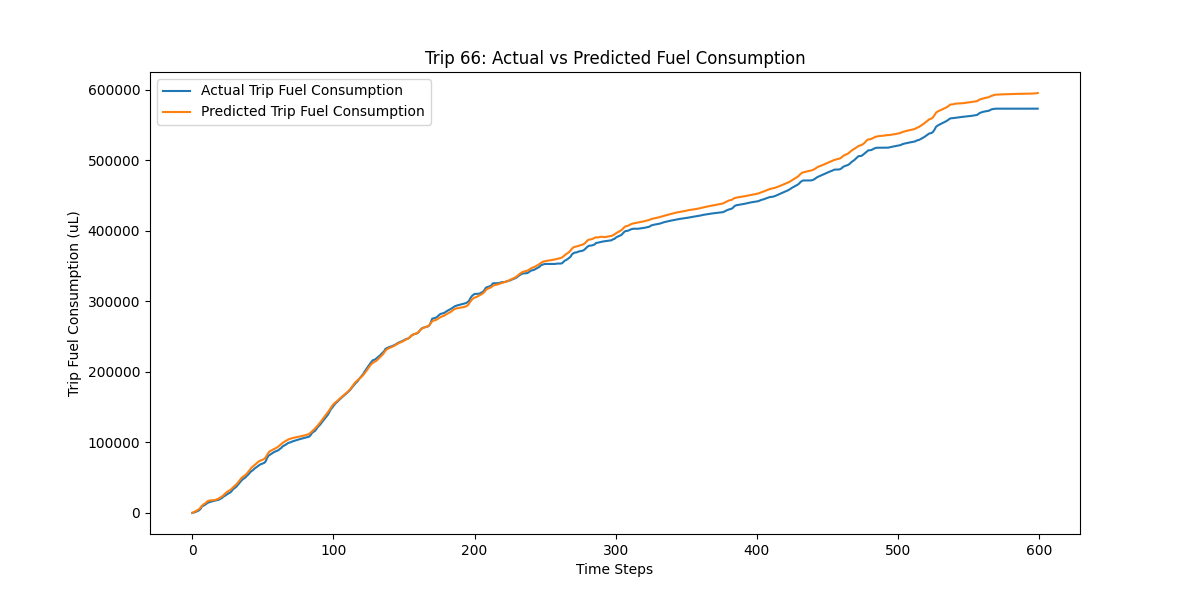 Trip 66: Actual vs Predicted Fuel Consumption
Actual Trip Fuel Consumption
Predicted Trip Fuel Consumption
Trip Fuel Consumption (uL)
600000
500000
400000
300000
200000
100000
0
0 100 200 300 400 500 600
Time Steps